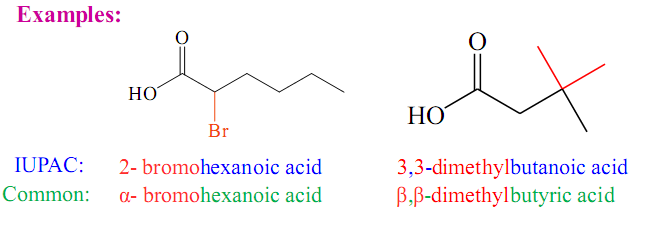 Examples:
O
HO
Br
O
HO
IUPAC: 2- bromohexanoic acid 3,3-dimethylbutanoic acid
Common: α- bromohexanoic acid β,β-dimethylbutyric acid